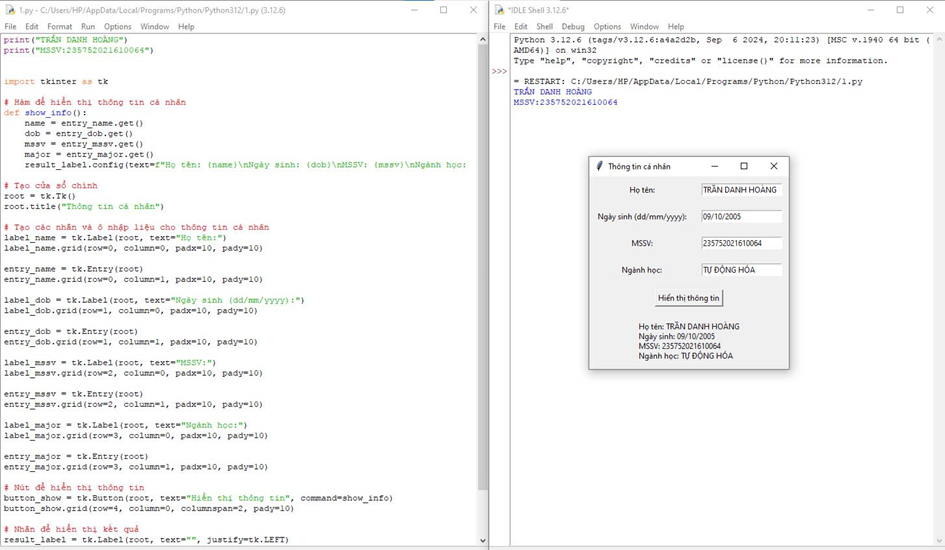 1.py - C:/Users/HP/AppData/Local/Programs/Python/Python312/1.py (3.12.6)
File Edit Format Run Options Window Help
print("TRẦN DANH HOÀNG")
print("MSSV:235752021610064")
import tkinter as tk
# Hàm để hiển thị thông tin cá nhân
def show_info():
    name = entry_name.get()
    dob = entry_dob.get()
    mssv = entry_mssv.get()
    major = entry_major.get()
    result_label.config(text=f"Họ tên: {name}\nNgày sinh: {dob}\nMSSV: {mssv}\nNgành học:
# Tạo cửa sổ chính
root = tk.Tk()
root.title("Thông tin cá nhân")
# Tạo các nhãn và ô nhập liệu cho thông tin cá nhân
label_name = tk.Label(root, text="Họ tên:")
label_name.grid(row=0, column=0, padx=10, pady=10)
entry_name = tk.Entry(root)
entry_name.grid(row=0, column=1, padx=10, pady=10)
label_dob = tk.Label(root, text="Ngày sinh (dd/mm/yyyy):")
label_dob.grid(row=1, column=0, padx=10, pady=10)
entry_dob = tk.Entry(root)
entry_dob.grid(row=1, column=1, padx=10, pady=10)
label_mssv = tk.Label(root, text="MSSV:")
label_mssv.grid(row=2, column=0, padx=10, pady=10)
entry_mssv = tk.Entry(root)
entry_mssv.grid(row=2, column=1, padx=10, pady=10)
label_major = tk.Label(root, text="Ngành học:")
label_major.grid(row=3, column=0, padx=10, pady=10)
entry_major = tk.Entry(root)
entry_major.grid(row=3, column=1, padx=10, pady=10)
# Nút để hiển thị thông tin
button_show = tk.Button(root, text="Hiển thị thông tin", command=show_info)
button_show.grid(row=4, column=0, columnspan=2, pady=10)
# Nhãn để hiển thị kết quả
result_label = tk.Label(root, text="", justify=tk.LEFT)
*IDLE Shell 3.12.6*
File Edit Shell Debug Options Window Help
Python 3.12.6 (tags/v3.12.6:a4a2d2b, Sep  6 2024, 20:11:23) [MSC v.1940 64 bit (
AMD64)] on win32
Type "help", "copyright", "credits" or "license()" for more information.
>>>
= RESTART: C:/Users/HP/AppData/Local/Programs/Python/Python312/1.py
TRẦN DANH HOÀNG
MSSV:235752021610064
Thông tin cá nhân
Họ tên: TRẦN DANH HOÀNG
Ngày sinh (dd/mm/yyyy): 09/10/2005
MSSV: 235752021610064
Ngành học: TỰ ĐỘNG HÓA
Hiển thị thông tin
Họ tên: TRẦN DANH HOÀNG
Ngày sinh: 09/10/2005
MSSV: 235752021610064
Ngành học: TỰ ĐỘNG HÓA